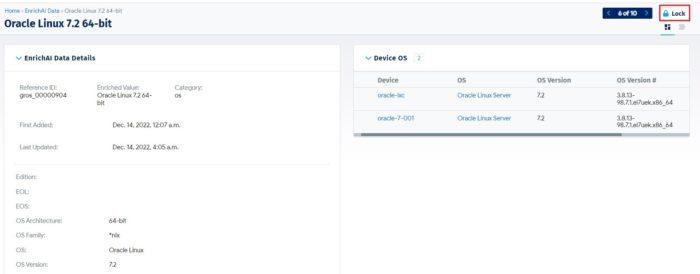 Home › EnrichAI Data › Oracle Linux 7.2 64-bit
Oracle Linux 7.2 64-bit
6 of 10
Lock
EnrichAI Data Details
Reference ID: Enriched Value: Category:
gros_00000904 Oracle Linux 7.2 64- os
bit
First Added: Dec. 14, 2022, 12:07 a.m.
Last Updated: Dec. 14, 2022, 4:05 a.m.
Edition:
EOL:
EOS:
OS Architecture: 64-bit
OS Family: *nix
OS: Oracle Linux
OS Version: 7.2
Device OS 2
Device OS OS Version OS Version #
oracle-lxc Oracle Linux Server 7.2 3.8.13-
98.7.1.el7uek.x86_64
oracle-7-001 Oracle Linux Server 7.2 3.8.13-
98.7.1.el7uek.x86_64